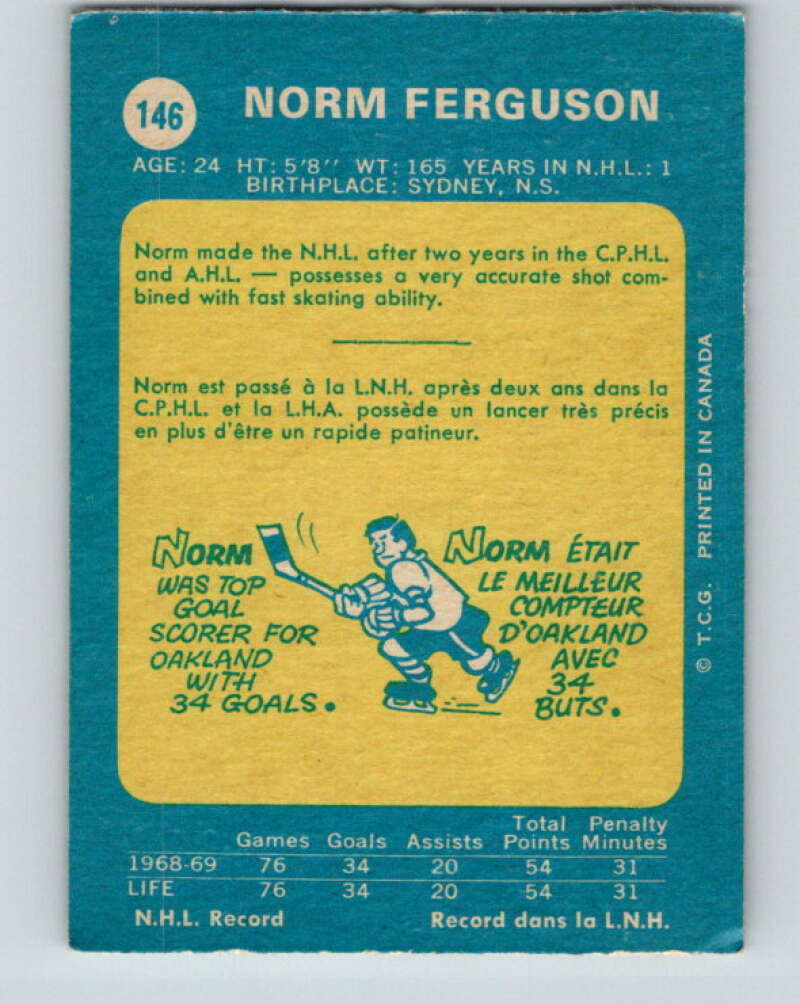 146
NORM FERGUSON
AGE: 24 HT: 5'8'' WT: 165 YEARS IN N.H.L.: 1
BIRTHPLACE: SYDNEY, N.S.
Norm made the N.H.L. after two years in the C.P.H.L.
and A.H.L. — possesses a very accurate shot com-
bined with fast skating ability.
Norm est passé à la L.N.H. après deux ans dans la
C.P.H.L. et la L.H.A. possède un lancer très précis
en plus d'être un rapide patineur.
NORM
WAS TOP
GOAL
SCORER FOR
OAKLAND
WITH
34 GOALS.
NORM ÉTAIT
LE MEILLEUR
COMPTEUR
D'OAKLAND
AVEC
34
BUTS.
© T.C.G. PRINTED IN CANADA
Total Penalty
Games Goals Assists Points Minutes
1968-69 76 34 20 54 31
LIFE 76 34 20 54 31
N.H.L. Record Record dans la L.N.H.